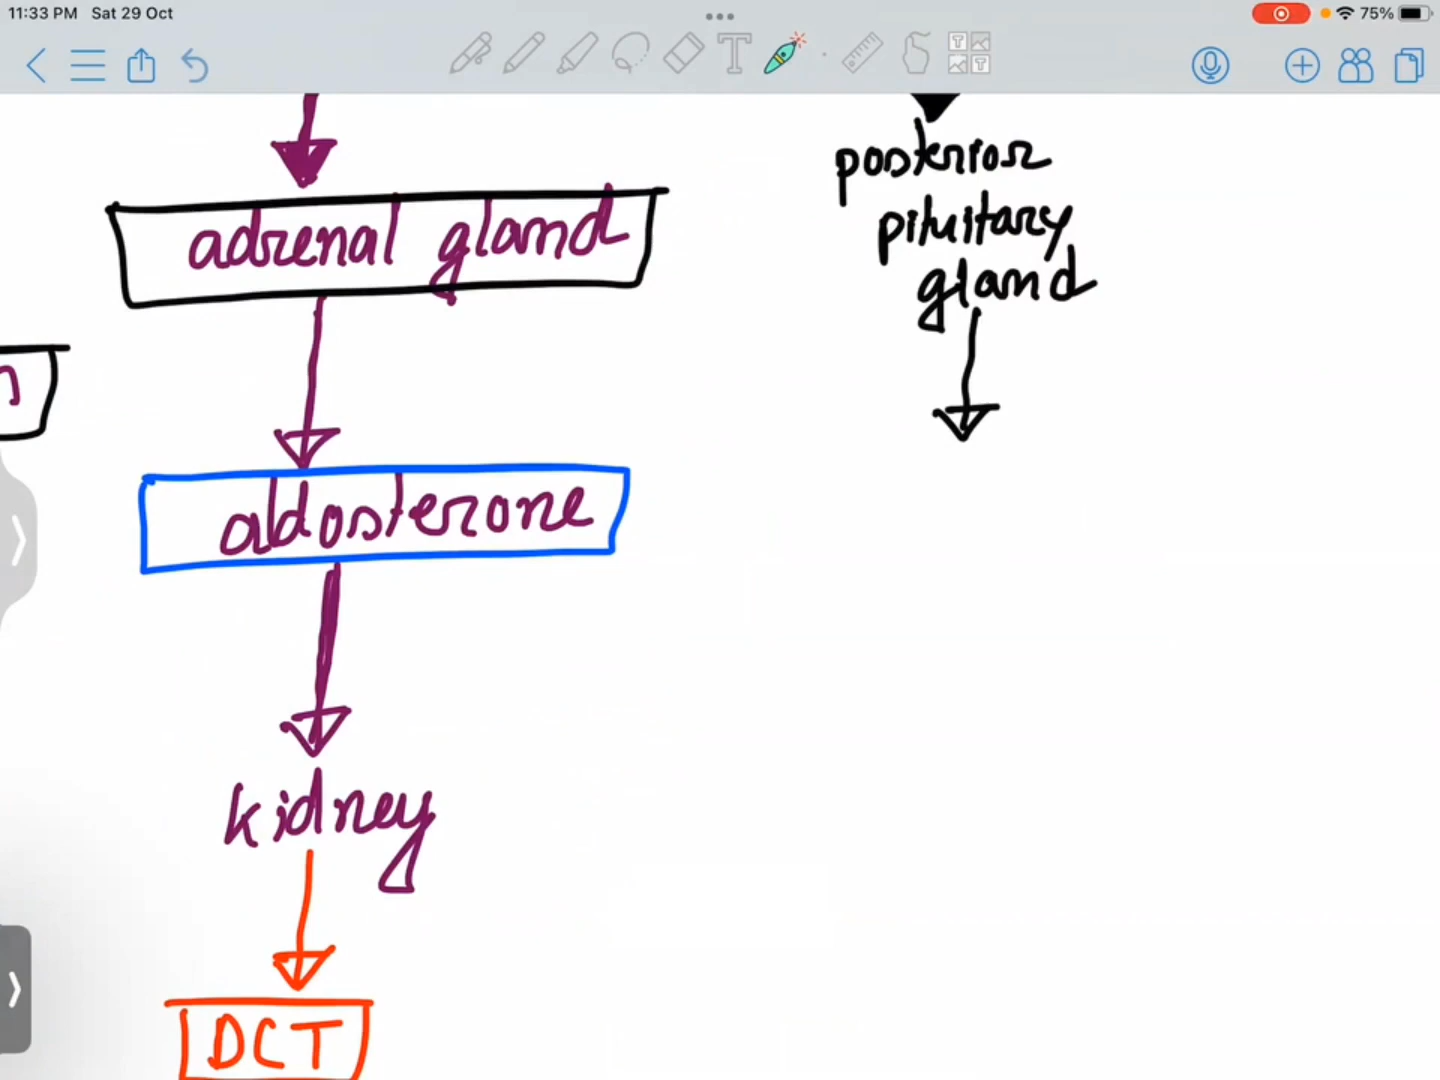 11:33 PM Sat 29 Oct
75%
posterior
pituitary
gland
adrenal gland
n
aldosterone
kidney
DCT